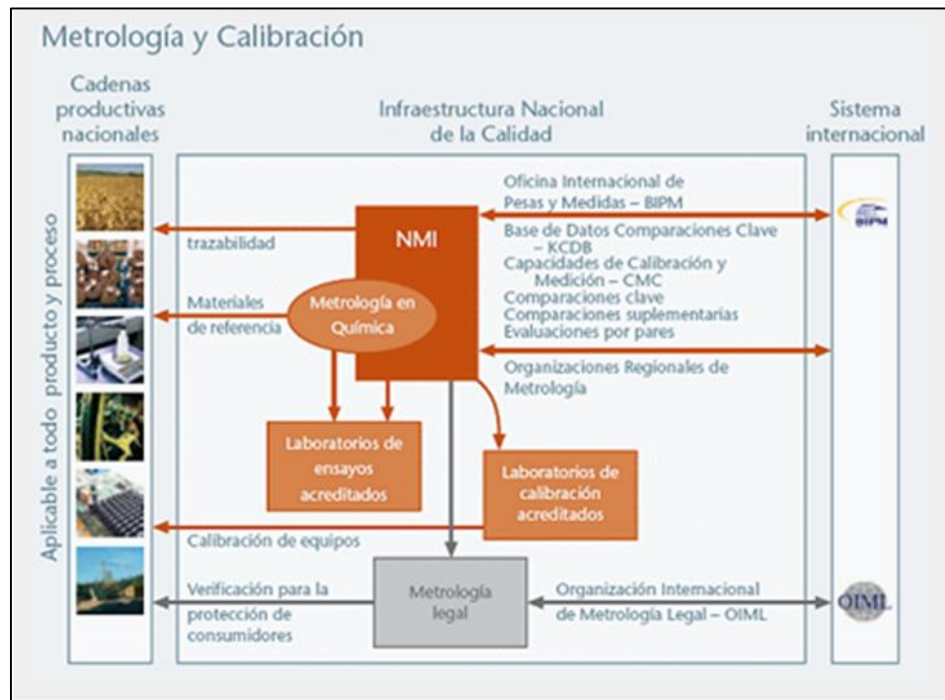 Metrología y Calibración
Cadenas
productivas
nacionales
Infraestructura Nacional
de la Calidad
Sistema
internacional
Aplicable a todo producto y proceso
Oficina Internacional de
Pesas y Medidas – BIPM
BIPM
NMI
trazabilidad
Base de Datos Comparaciones Clave
– KCDB
Capacidades de Calibración y
Medición – CMC
Comparaciones clave
Comparaciones suplementarias
Evaluaciones por pares
Materiales
de referencia
Metrología en
Química
Organizaciones Regionales de
Metrología
Laboratorios de
ensayos
acreditados
Laboratorios de
calibración
acreditados
Calibración de equipos
Verificación para la
protección de
consumidores
Metrología
legal
Organización Internacional
de Metrología Legal – OIML
OIML